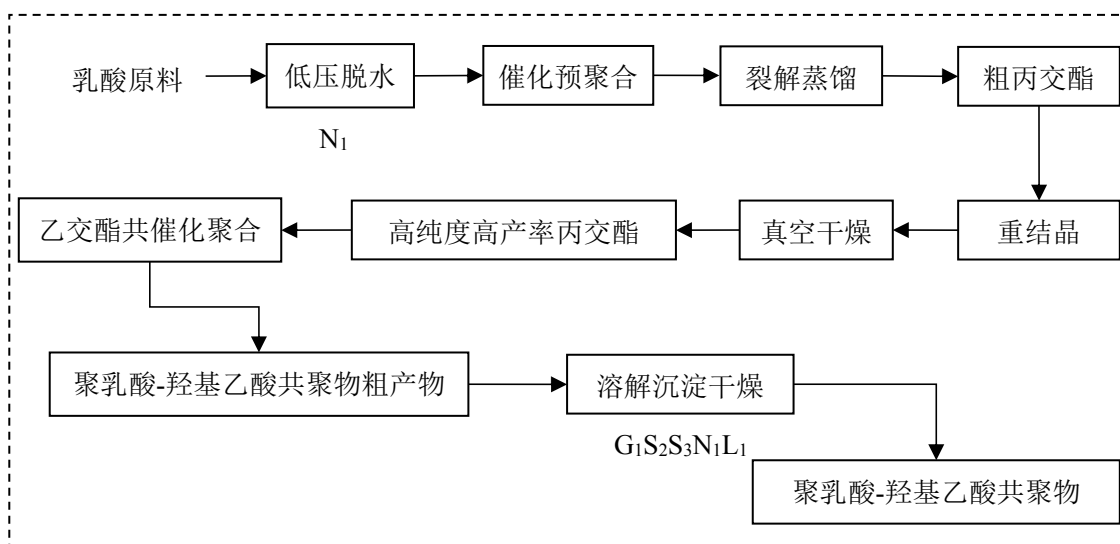 乳酸原料
低压脱水
催化预聚合
裂解蒸馏
粗丙交酯
N₁
重结晶
真空干燥
高纯度高产率丙交酯
乙交酯共催化聚合
聚乳酸-羟基乙酸共聚物粗产物
溶解沉淀干燥
G₁S₂S₃N₁L₁
聚乳酸-羟基乙酸共聚物